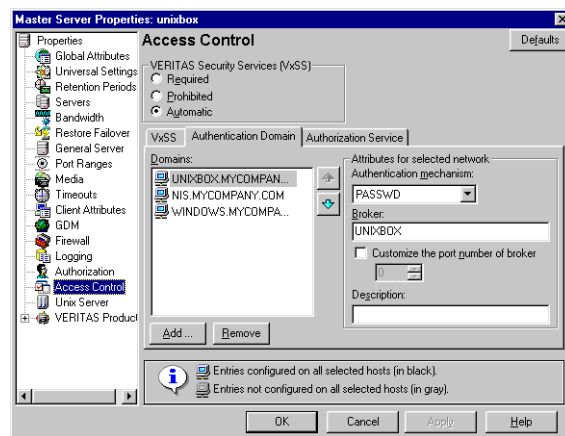 Master Server Properties: unixbox
Properties
Global Attributes
Universal Settings
Retention Periods
Servers
Bandwidth
Restore Failover
General Server
Port Ranges
Media
Timeouts
Client Attributes
GDM
Firewall
Logging
Authorization
Access Control
Unix Server
VERITAS Product
Access Control
Defaults
VERITAS Security Services (VxSS)
Required
Prohibited
Automatic
VxSS
Authentication Domain
Authorization Service
Domains:
UNIXBOX.MYCOMPAN...
NIS.MYCOMPANY.COM
WINDOWS.MYCOMPA...
Add ...
Remove
Attributes for selected network
Authentication mechanism:
PASSWD
Broker:
UNIXBOX
Customize the port number of broker
0
Description:
Entries configured on all selected hosts (in black).
Entries not configured on all selected hosts (in gray).
OK
Cancel
Apply
Help